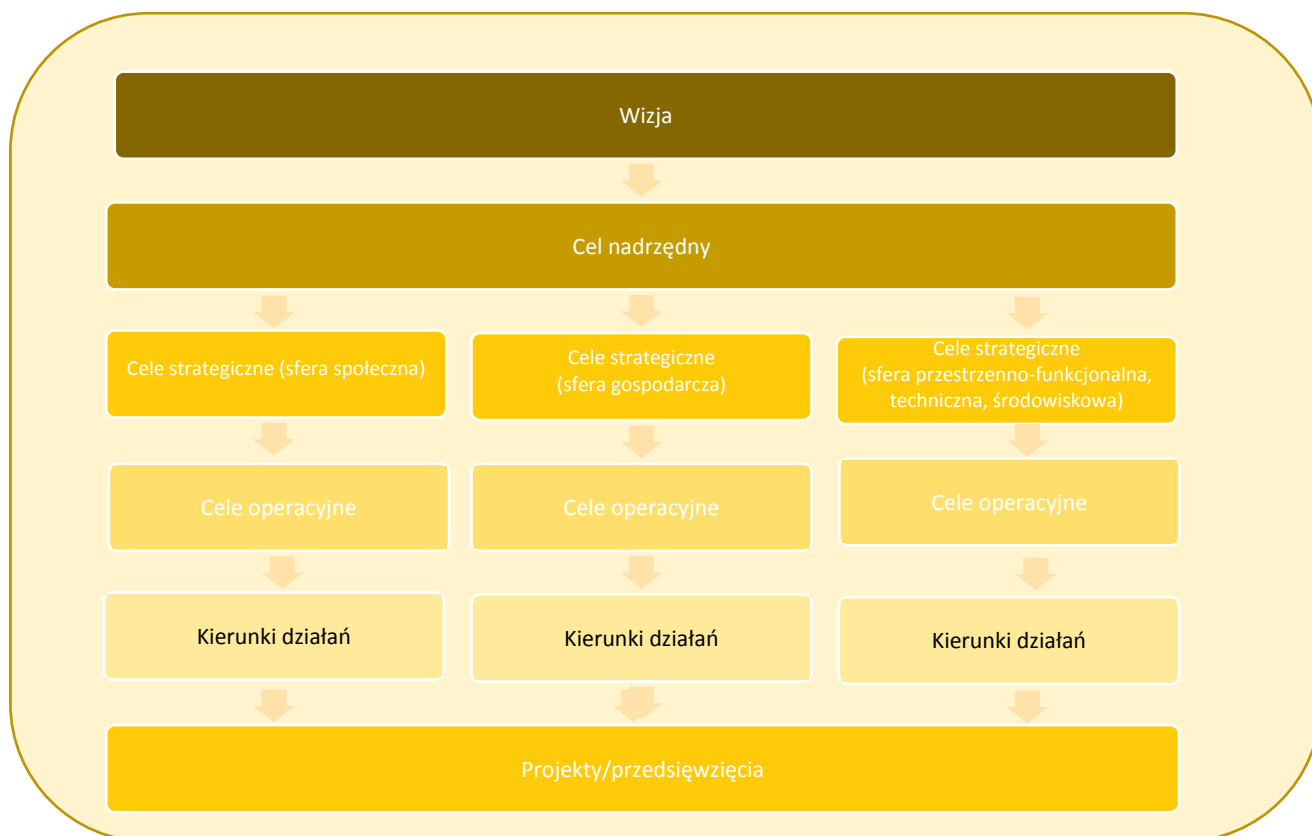 Wizja
Cel nadrzędny
Cele strategiczne (sfera społeczna)
Cele strategiczne
(sfera gospodarcza)
Cele strategiczne
(sfera przestrzenno-funkcjonalna,
techniczna, środowiskowa)
Cele operacyjne
Cele operacyjne
Cele operacyjne
Kierunki działań
Kierunki działań
Kierunki działań
Projekty/przedsięwzięcia